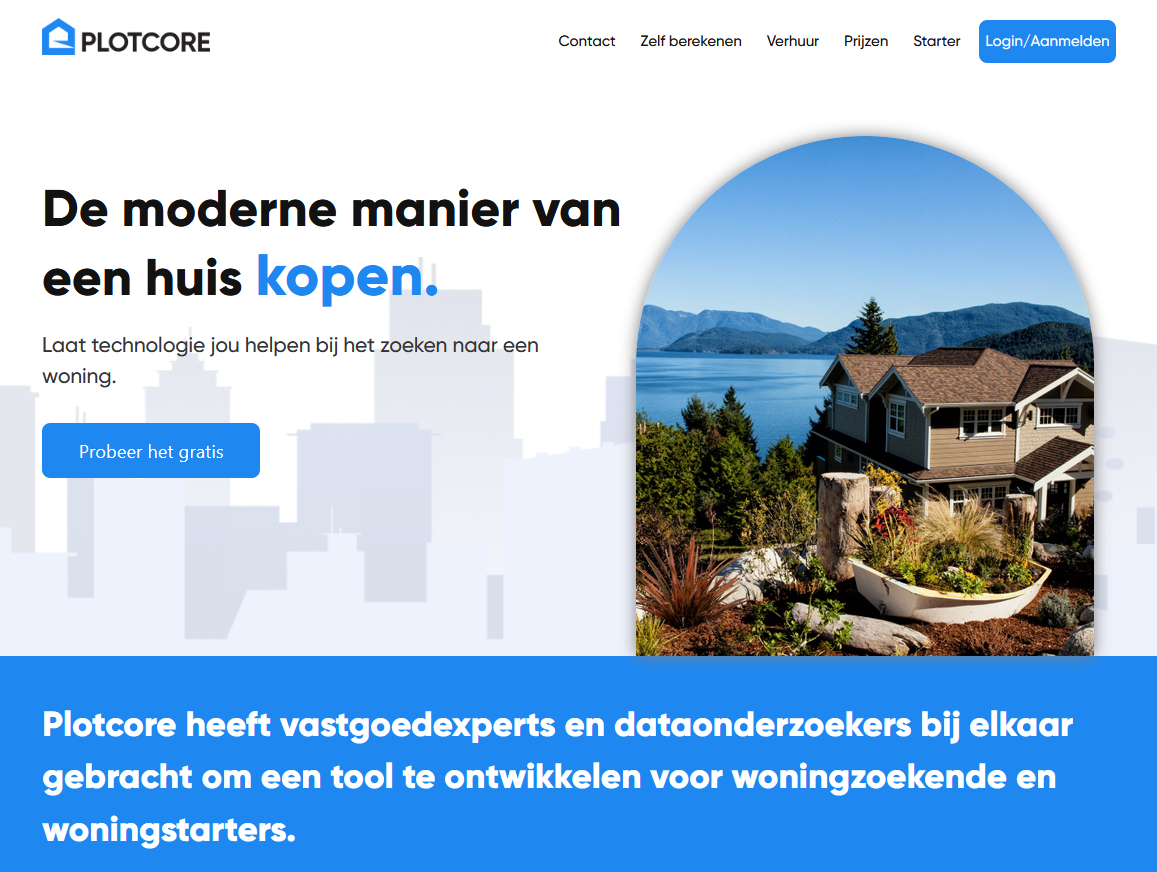 PLOTCORE
Contact
Zelf berekenen
Verhuur
Prijzen
Starter
Login/Aanmelden
De moderne manier van
een huis kopen.
Laat technologie jou helpen bij het zoeken naar een
woning.
Probeer het gratis
Plotcore heeft vastgoedexperts en dataonderzoekers bij elkaar
gebracht om een tool te ontwikkelen voor woningzoekende en
woningstarters.